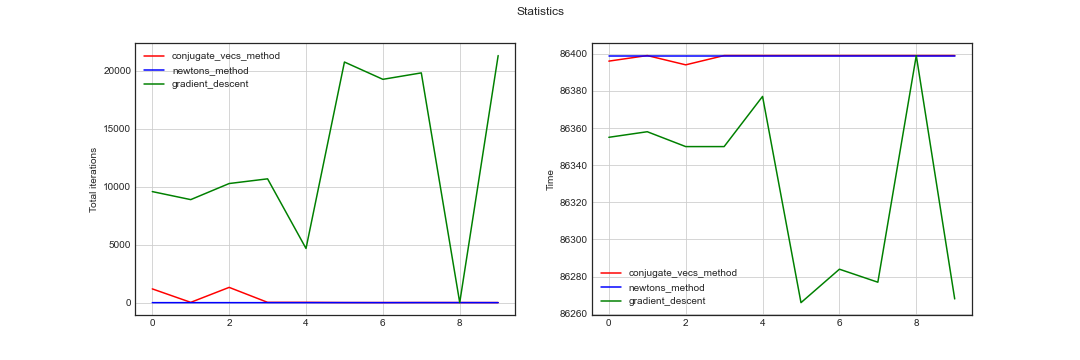 Statistics
conjugate_vecs_method
newtons_method
gradient_descent
Total iterations
20000
15000
10000
5000
0
0 2 4 6 8
Time
86400
86380
86360
86340
86320
86300
86280
86260
conjugate_vecs_method
newtons_method
gradient_descent
0 2 4 6 8